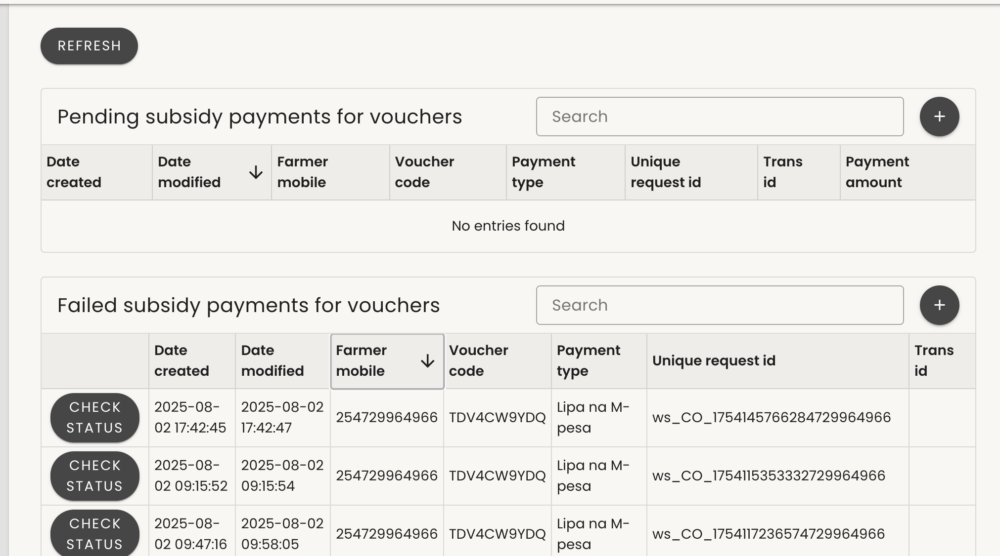 REFRESH
Pending subsidy payments for vouchers
Search
+
Date created
Date modified ↓
Farmer mobile
Voucher code
Payment type
Unique request id
Trans id
Payment amount
No entries found
Failed subsidy payments for vouchers
Search
+
Date created
Date modified
Farmer mobile ↓
Voucher code
Payment type
Unique request id
Trans id
CHECK STATUS
2025-08-02 17:42:45
2025-08-02 17:42:47
254729964966
TDV4CW9YDQ
Lipa na M-pesa
ws_CO_1754145766284729964966
CHECK STATUS
2025-08-02 09:15:52
2025-08-02 09:15:54
254729964966
TDV4CW9YDQ
Lipa na M-pesa
ws_CO_1754115353332729964966
CHECK STATUS
2025-08-02 09:47:16
2025-08-02 09:58:05
254729964966
TDV4CW9YDQ
Lipa na M-pesa
ws_CO_1754117236574729964966